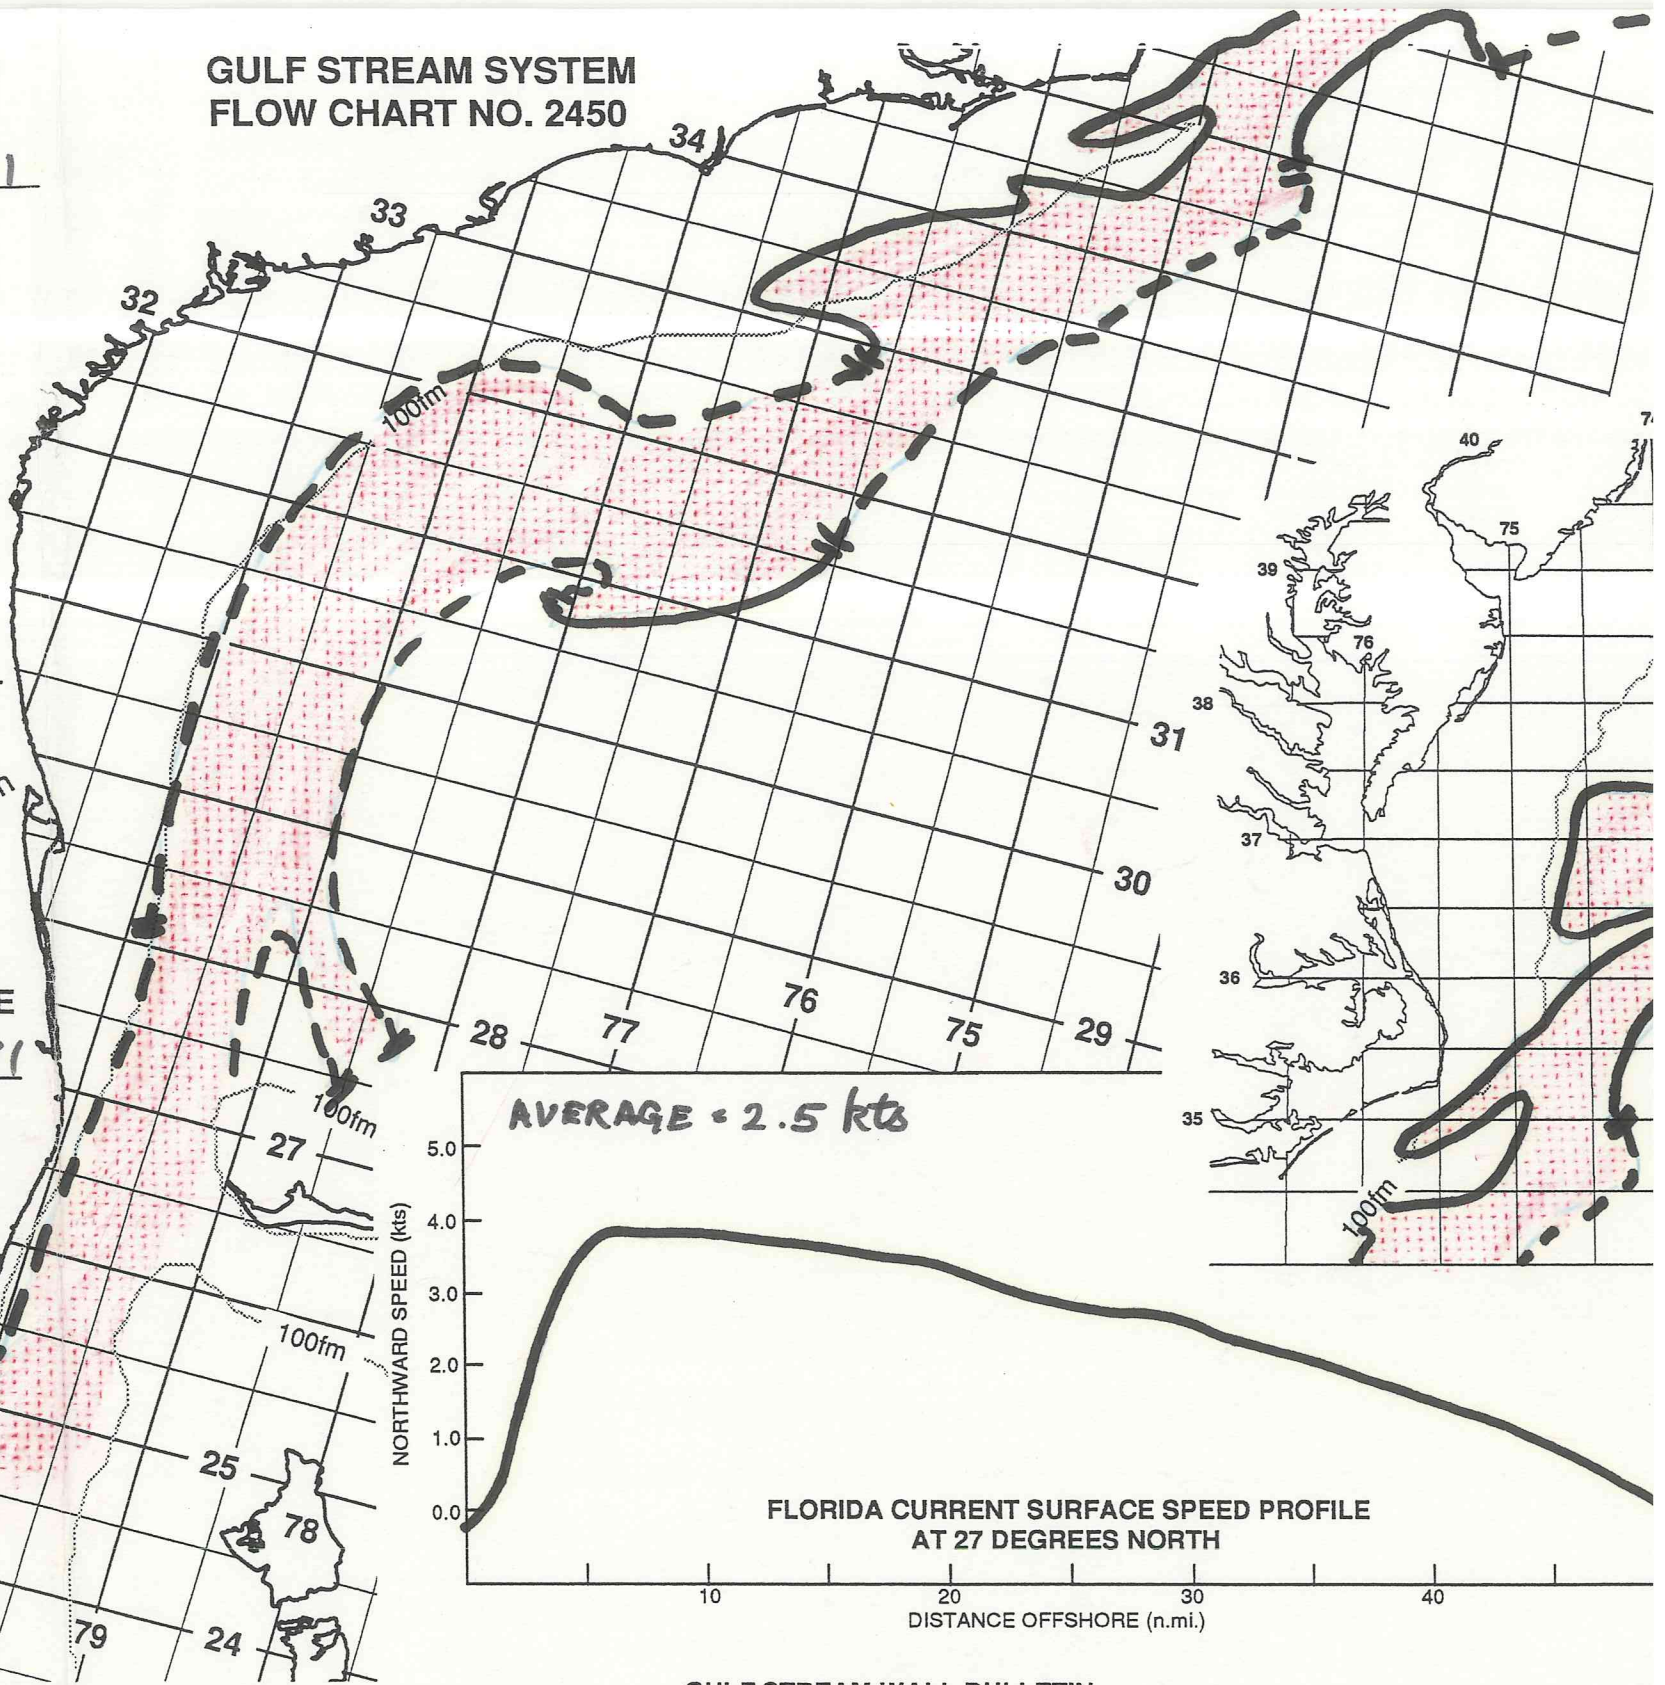 GULF STREAM SYSTEM
FLOW CHART NO. 2450
34
33
32
100fm
40
75
39
76
38
31
37
30
36
76
77
75
29
28
E
35
100fm
100fm
27
AVERAGE = 2.5 kts
5.0
4.0
3.0
2.0
1.0
0.0
NORTHWARD SPEED (kts)
100fm
25
78
79
24
FLORIDA CURRENT SURFACE SPEED PROFILE
AT 27 DEGREES NORTH
10
20
30
40
DISTANCE OFFSHORE (n.mi.)